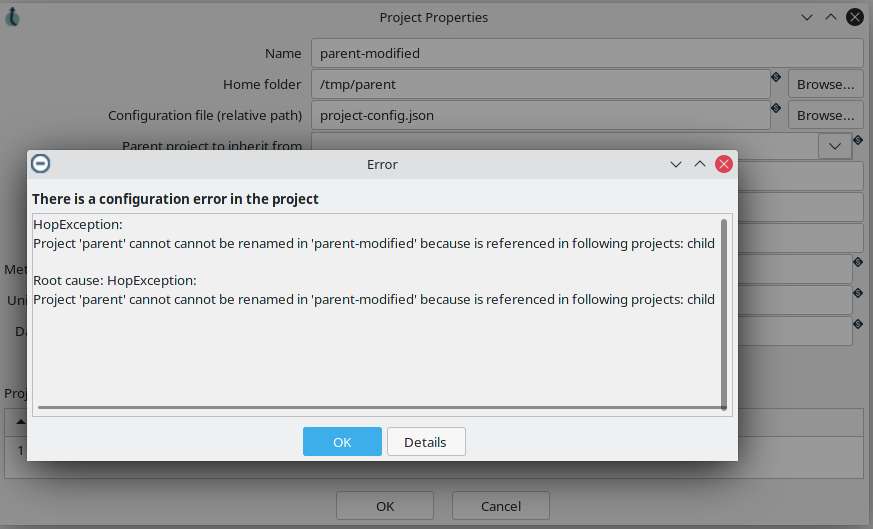 Project Properties
Name
parent-modified
Home folder
/tmp/parent
Browse...
Configuration file (relative path)
project-config.json
Browse...
Parent project to inherit from
Error
There is a configuration error in the project
HopException:
Project 'parent' cannot cannot be renamed in 'parent-modified' because is referenced in following projects: child
Root cause: HopException:
Project 'parent' cannot cannot be renamed in 'parent-modified' because is referenced in following projects: child
Met
Uni
Da
Proj
1
OK
Details
OK
Cancel